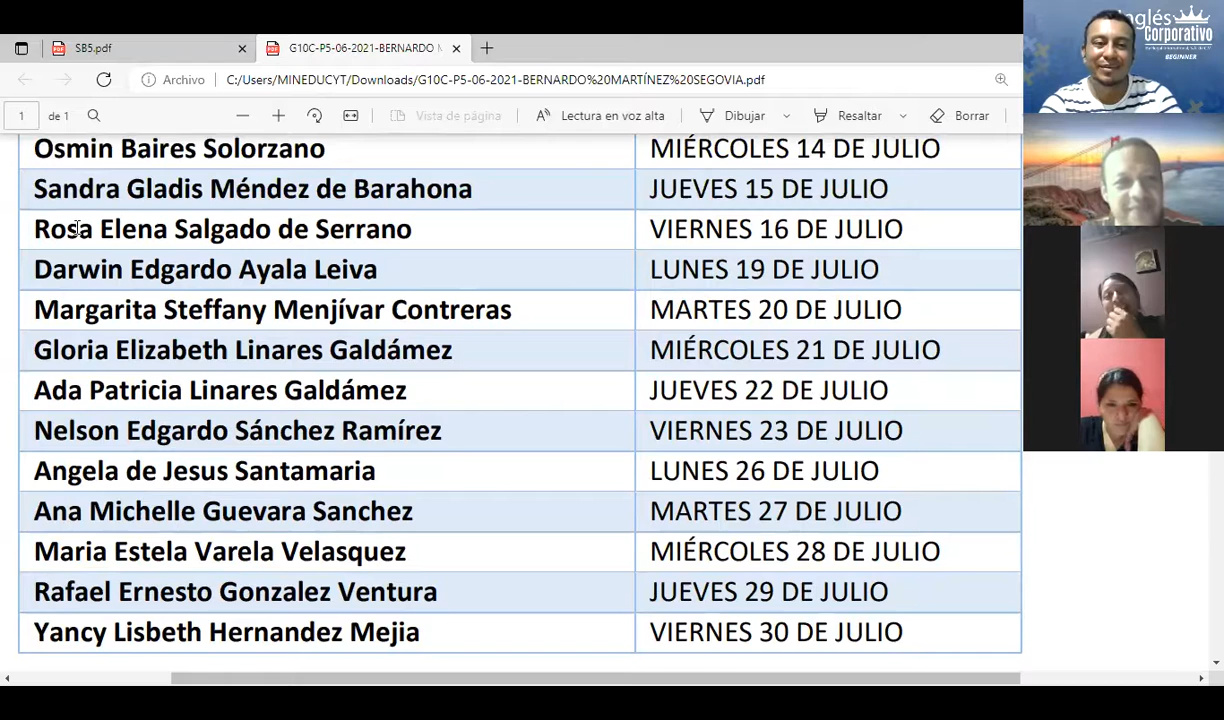 SB5.pdf
G10C-P5-06-2021-BERNARDO M
Archivo
C:/Users/MINEDUCYT/Downloads/G10C-P5-06-2021-BERNARDO%20MARTÍNEZ%20SEGOVIA.pdf
1 de 1
Vista de página
Lectura en voz alta
Dibujar
Resaltar
Borrar
Osmin Baires Solorzano MIÉRCOLES 14 DE JULIO
Sandra Gladis Méndez de Barahona JUEVES 15 DE JULIO
Rosa Elena Salgado de Serrano VIERNES 16 DE JULIO
Darwin Edgardo Ayala Leiva LUNES 19 DE JULIO
Margarita Steffany Menjívar Contreras MARTES 20 DE JULIO
Gloria Elizabeth Linares Galdámez MIÉRCOLES 21 DE JULIO
Ada Patricia Linares Galdámez JUEVES 22 DE JULIO
Nelson Edgardo Sánchez Ramírez VIERNES 23 DE JULIO
Angela de Jesus Santamaria LUNES 26 DE JULIO
Ana Michelle Guevara Sanchez MARTES 27 DE JULIO
Maria Estela Varela Velasquez MIÉRCOLES 28 DE JULIO
Rafael Ernesto Gonzalez Ventura JUEVES 29 DE JULIO
Yancy Lisbeth Hernandez Mejia VIERNES 30 DE JULIO
Inglés
Corporativo
BEGINNER